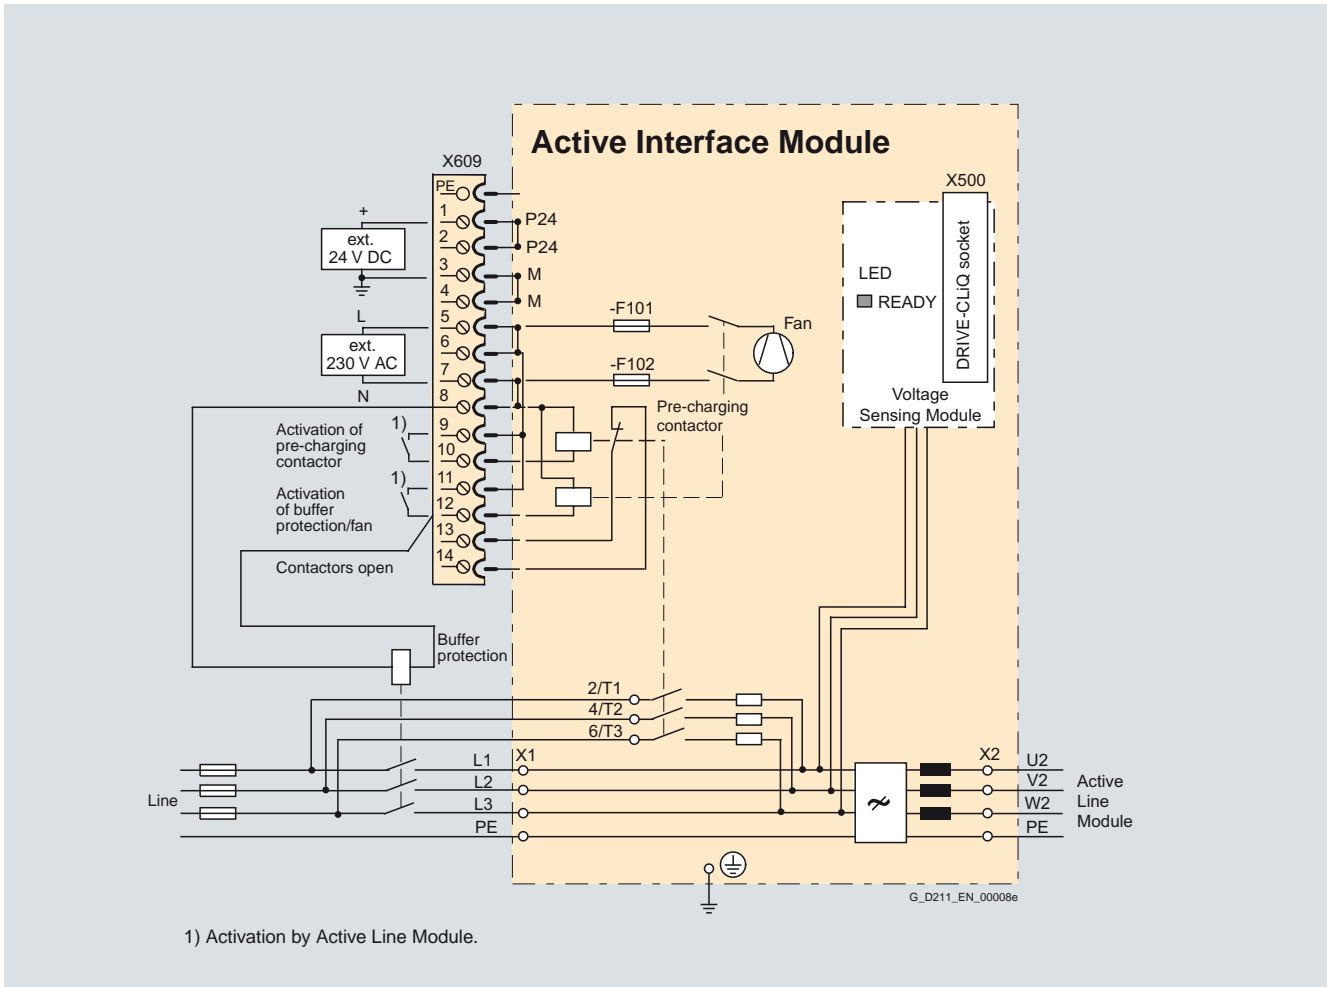 Active Interface Module
X609
X500
PE
1
2
3
4
5
6
7
8
9
10
11
12
13
14
P24
P24
M
M
+
ext.
24 V DC
L
ext.
230 V AC
N
-F101
-F102
Fan
LED
READY
DRIVE-CLiQ socket
Voltage
Sensing Module
Pre-charging
contactor
1)
Activation of
pre-charging
contactor
1)
Activation
of buffer
protection/fan
Contactors open
Buffer
protection
2/T1
4/T2
6/T3
Line
L1
L2
L3
PE
X1
X2
U2
V2
W2
PE
Active
Line
Module
G_D211_EN_00008e
1) Activation by Active Line Module.